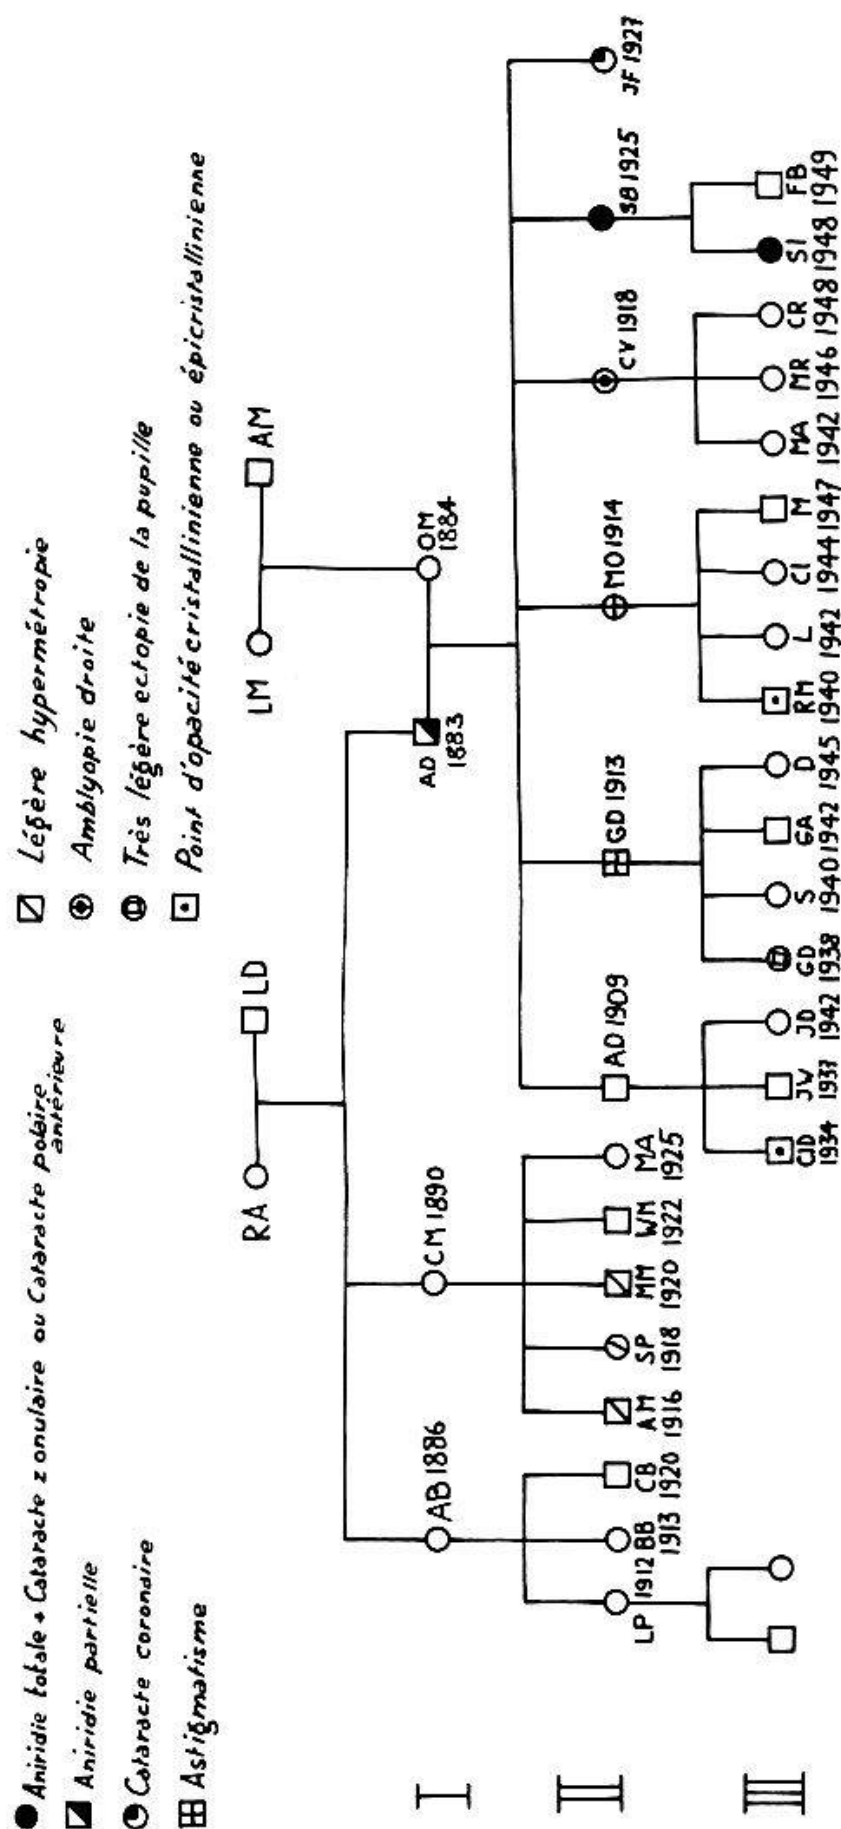 Aniridie totale + Cataracte zonulaire ou Cataracte polaire
antérieure
Aniridie partielle
Cataracte coronaire
Astigmatisme
Légère hypermétropie
Amblyopie droite
Très légère ectopie de la pupille
Point d'opacité cristallinienne ou épicristallinienne
RA LD LM AM
I
AB 1886
CM 1890
AD
1883
OM
1884
II
LP 1912
BB
1913
CB
1920
AM
1916
SP
1918
MM
1920
WM
1922
MA
1925
AD 1909
GD 1913
MO 1914
CV 1918
SB 1925
JF 1927
III
CID
1934
JW
1937
JD
1942
GD
1938
S
1940
GA
1942
D
1945
RM
1940
L
1942
CI
1944
M
1947
MA
1942
MR
1946
CR
1948
SI
1948
FB
1949